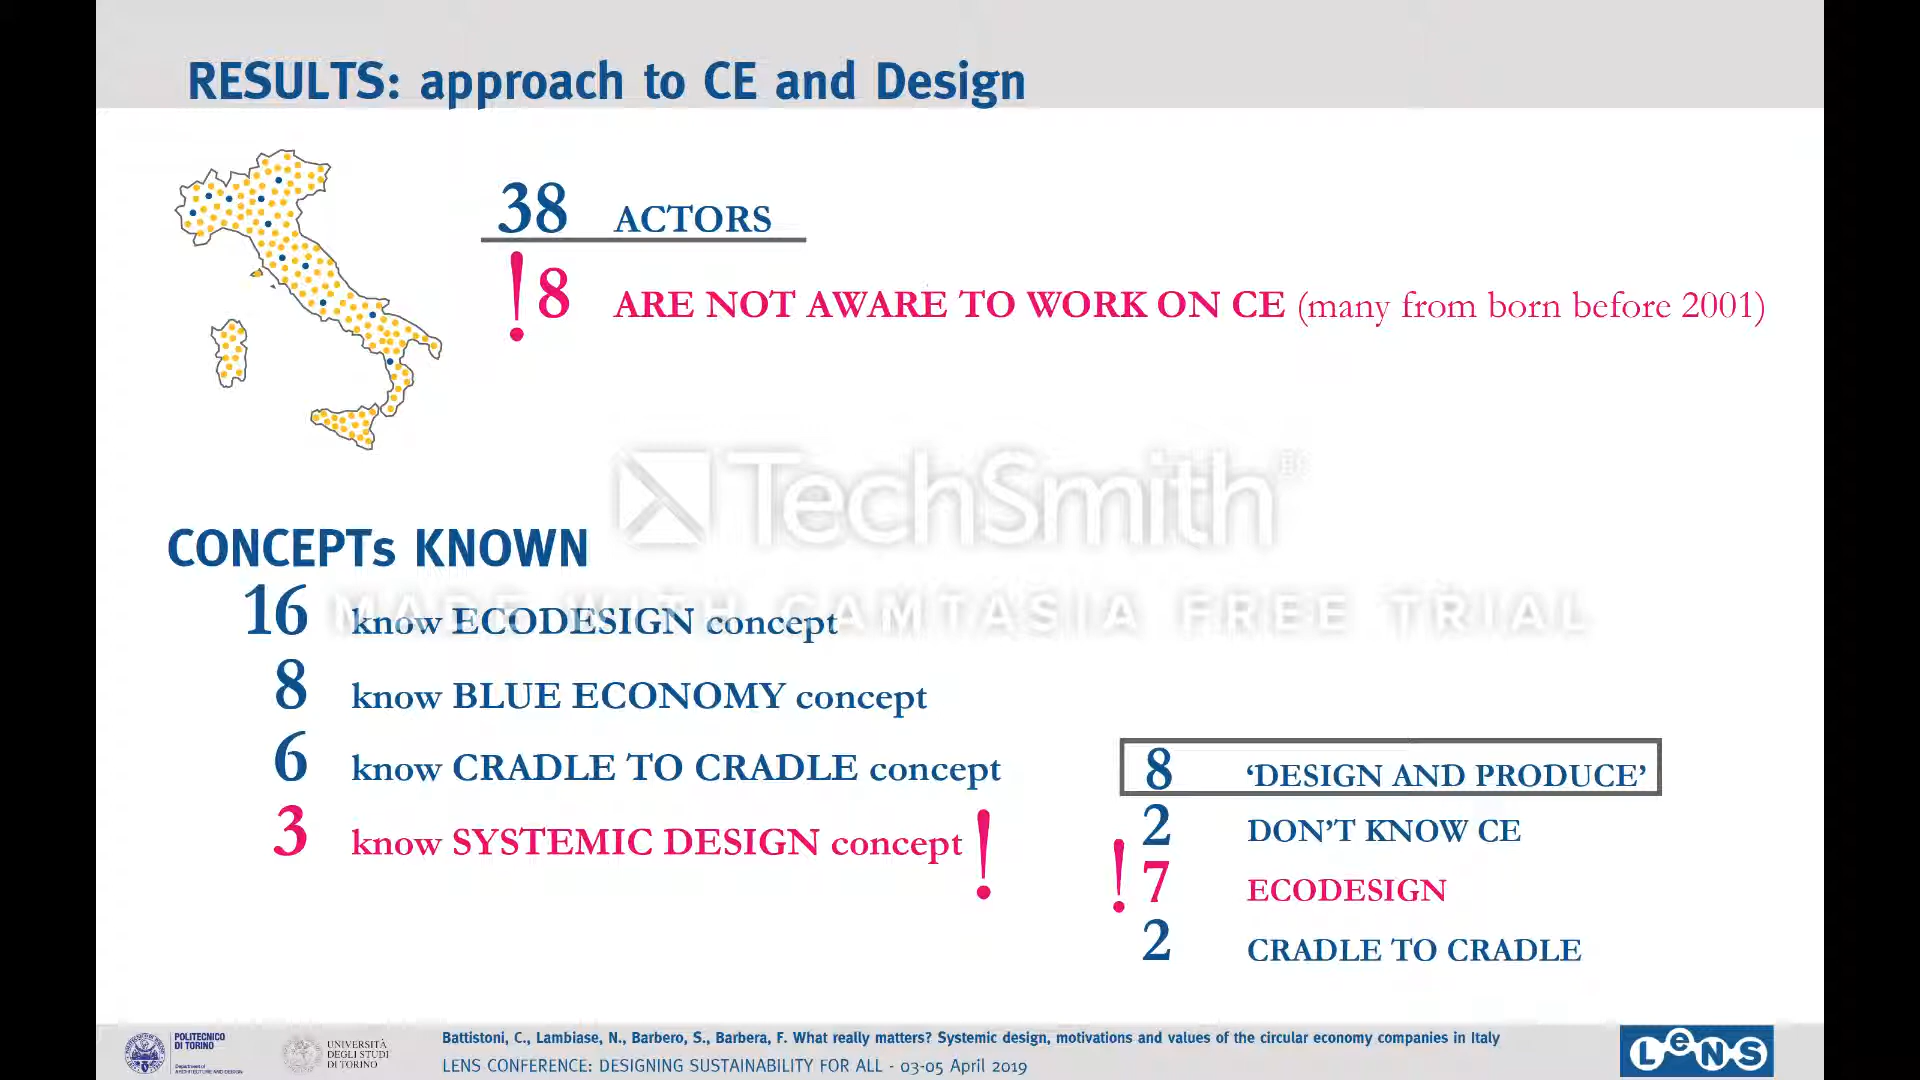 RESULTS: approach to CE and Design
38 ACTORS
! 8 ARE NOT AWARE TO WORK ON CE (many from born before 2001)
TechSmith
MADE WITH CAMTASIA FREE TRIAL
CONCEPTs KNOWN
16 know ECODESIGN concept
8 know BLUE ECONOMY concept
6 know CRADLE TO CRADLE concept
3 know SYSTEMIC DESIGN concept !
8 ‘DESIGN AND PRODUCE’
2 DON’T KNOW CE
! 7 ECODESIGN
2 CRADLE TO CRADLE
POLITECNICO
DI TORINO
Department of
ARCHITECTURE AND DESIGN
UNIVERSITÀ
DEGLI STUDI
DI TORINO
Battistoni, C., Lambiase, N., Barbero, S., Barbera, F. What really matters? Systemic design, motivations and values of the circular economy companies in Italy
LENS CONFERENCE: DESIGNING SUSTAINABILITY FOR ALL - 03-05 April 2019
LeNS